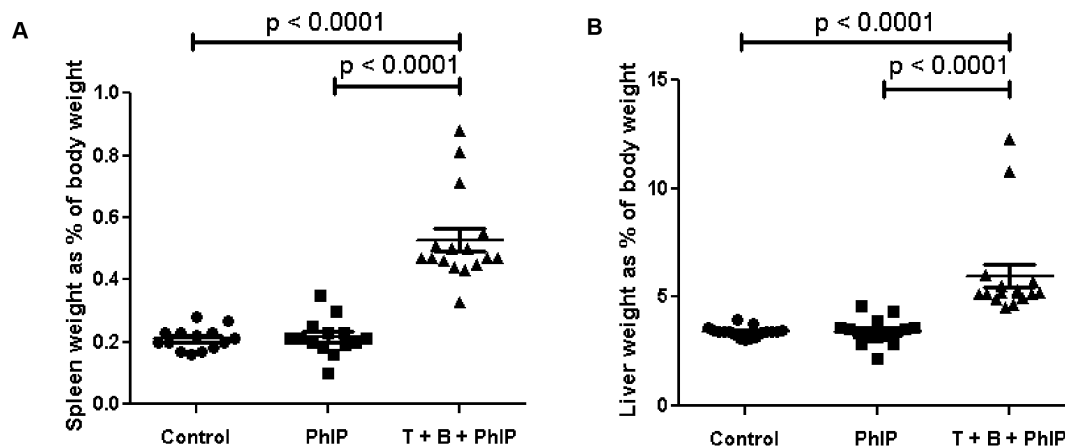 A
p < 0.0001
p < 0.0001
Spleen weight as % of body weight
1.0
0.8
0.6
0.4
0.2
0.0
Control
PhIP
T + B + PhIP
B
p < 0.0001
p < 0.0001
Liver weight as % of body weight
15
10
5
0
Control
PhIP
T + B + PhIP